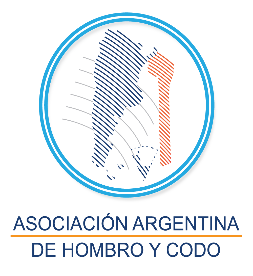 ASOCIACIÓN ARGENTINA
DE HOMBRO Y CODO